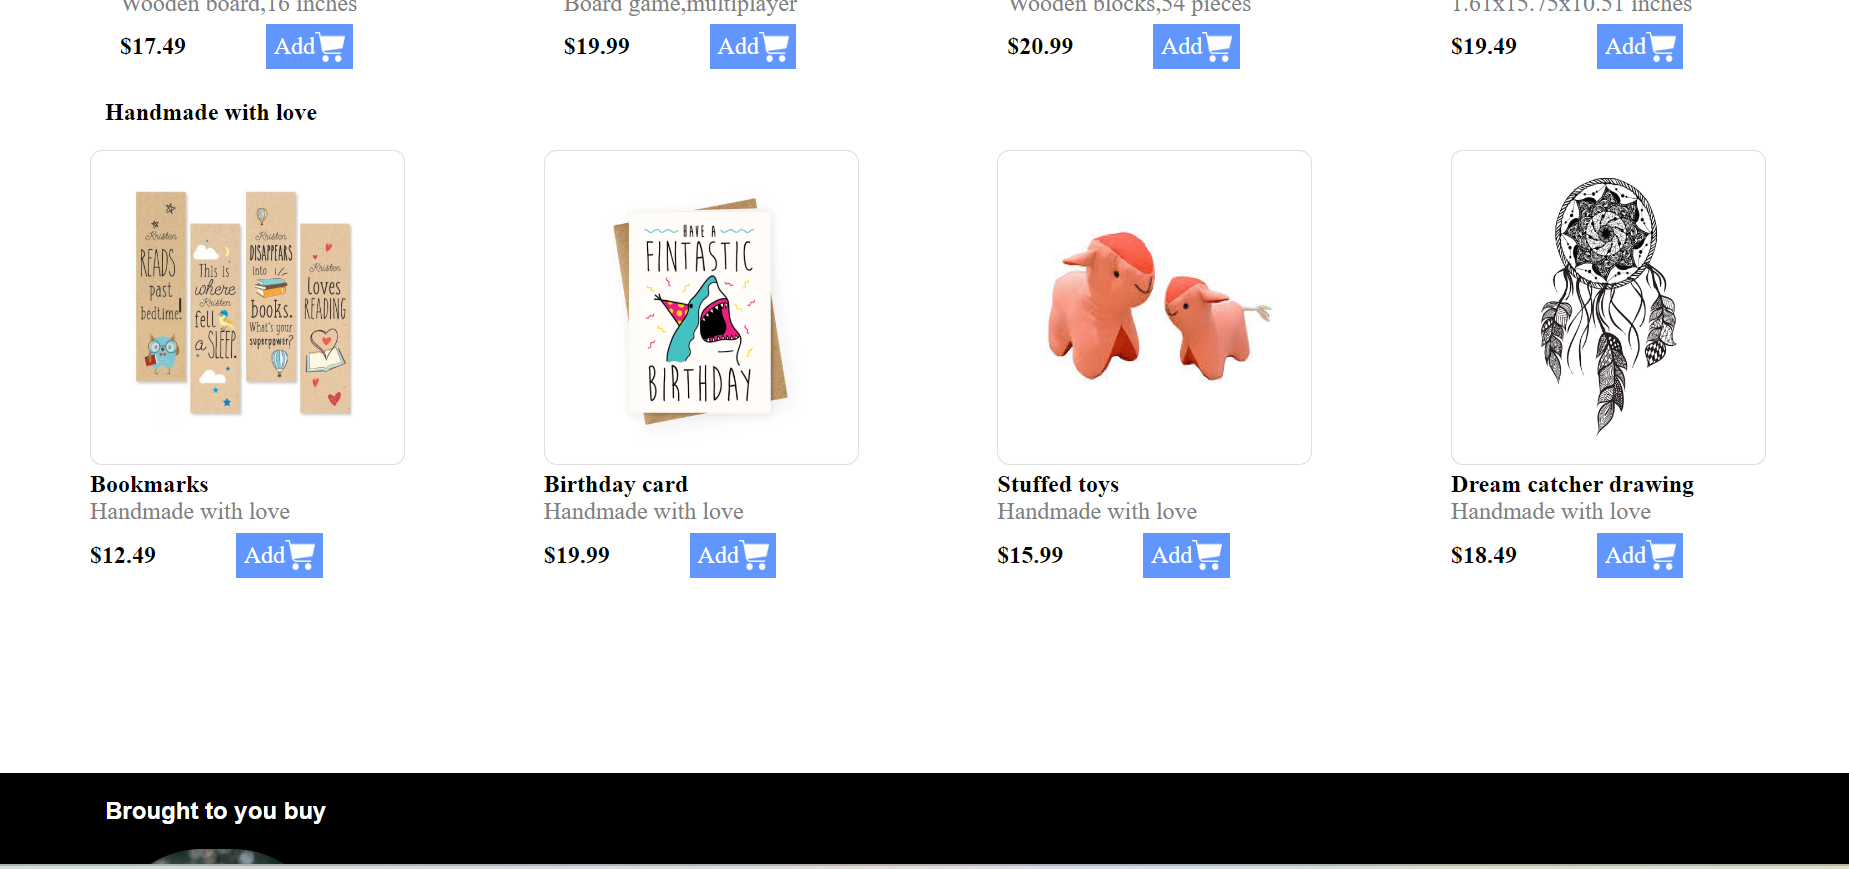 Wooden board,16 inches
Board game,multiplayer
Wooden blocks,54 pieces
1.61x15.75x10.51 inches
$17.49
Add
$19.99
Add
$20.99
Add
$19.49
Add
Handmade with love
Kristen
READS
past
bedtime!
This is
where
Kristen
fell
a SLEEP.
Kristen
DISAPPEARS
into
books.
What's your
superpower?
Kristen
loves
READING
HAVE A
FINTASTIC
BIRTHDAY
Bookmarks
Handmade with love
$12.49
Add
Birthday card
Handmade with love
$19.99
Add
Stuffed toys
Handmade with love
$15.99
Add
Dream catcher drawing
Handmade with love
$18.49
Add
Brought to you buy